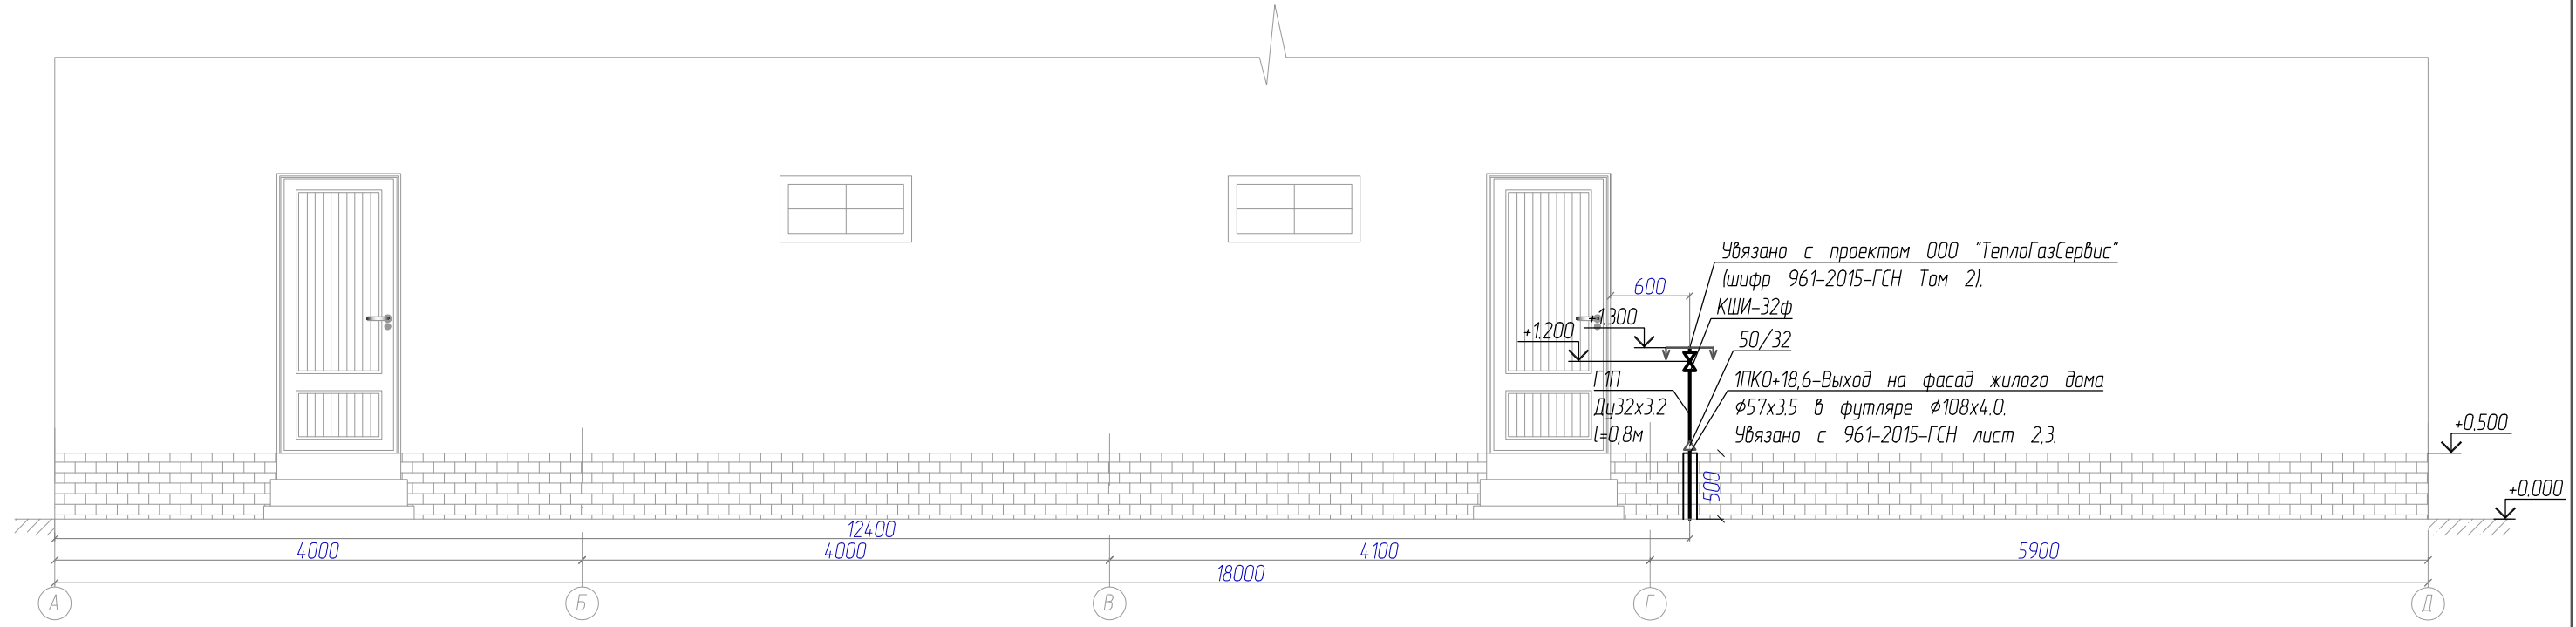 Увязано с проектом ООО "ТеплоГазСервис"
(шифр 961-2015-ГСН Том 2).
600
КШИ-32ф
+1.300
+1.200
50/32
Г1П
Ду32х3.2
l=0,8м
1ПК0+18,6-Выход на фасад жилого дома
ϕ57х3.5 в футляре ϕ108х4.0.
Увязано с 961-2015-ГСН лист 2,3.
+0.500
500
+0.000
12400
4000
4000
4100
5900
18000
А
Б
В
Г
Д